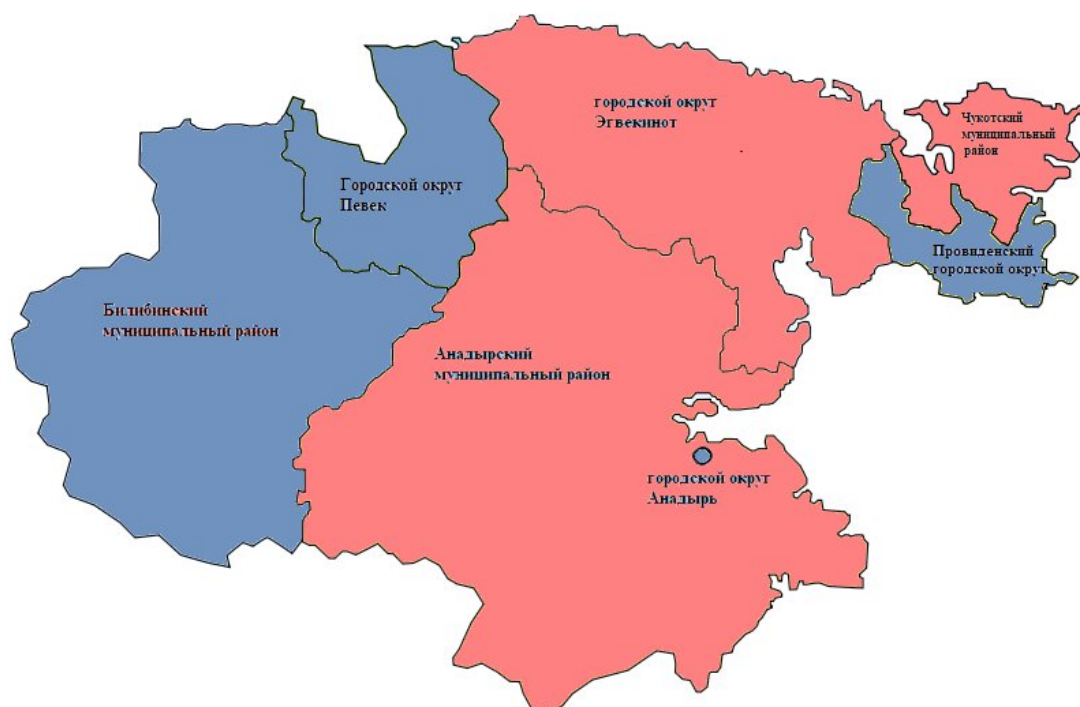 городской округ
Эгвекинот
Чукотский
муниципальный
район
Городской округ
Певек
Провиденский
городской округ
Билибинский
муниципальный район
Анадырский
муниципальный район
городской округ
Анадырь